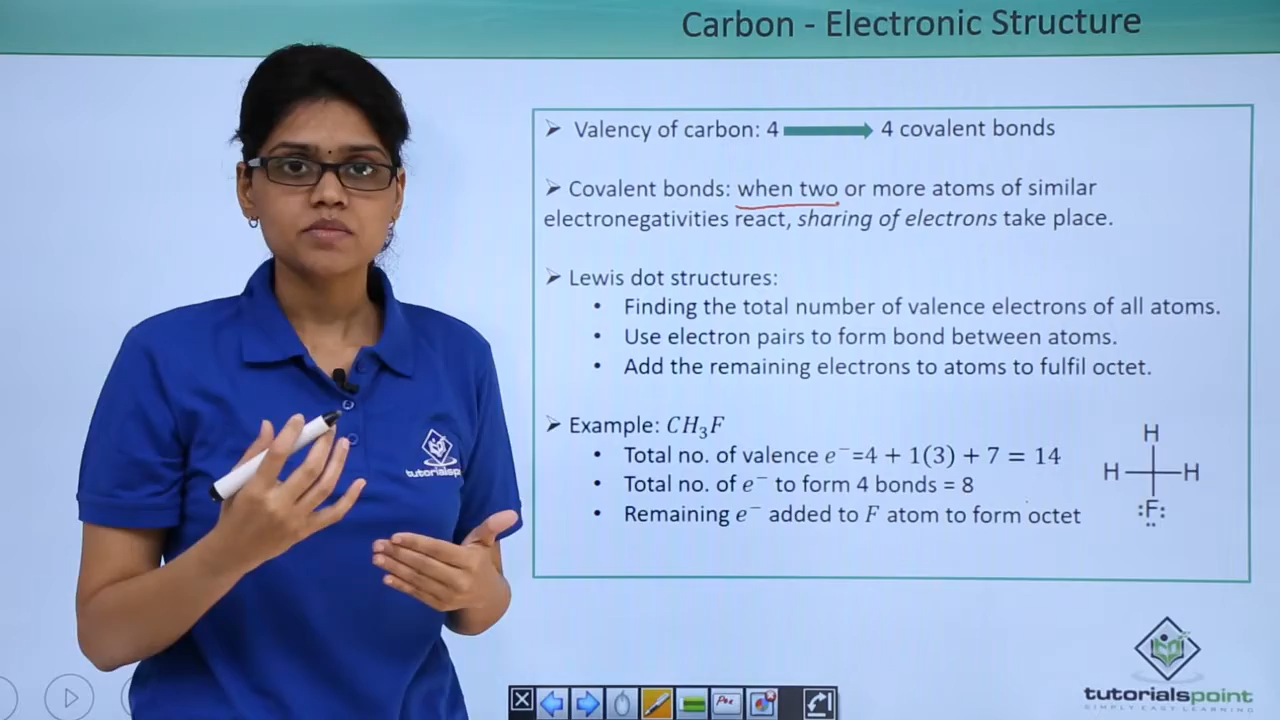 Carbon - Electronic Structure
➢ Valency of carbon: 4 → 4 covalent bonds
➢ Covalent bonds: when two or more atoms of similar
electronegativities react, sharing of electrons take place.
➢ Lewis dot structures:
• Finding the total number of valence electrons of all atoms.
• Use electron pairs to form bond between atoms.
• Add the remaining electrons to atoms to fulfil octet.
➢ Example: CH₃F
• Total no. of valence e⁻=4 + 1(3) + 7 = 14
• Total no. of e⁻ to form 4 bonds = 8
• Remaining e⁻ added to F atom to form octet
H
H H
:F:
tutorialsp
tutorialspoint
SIMPLY EASY LEARNING